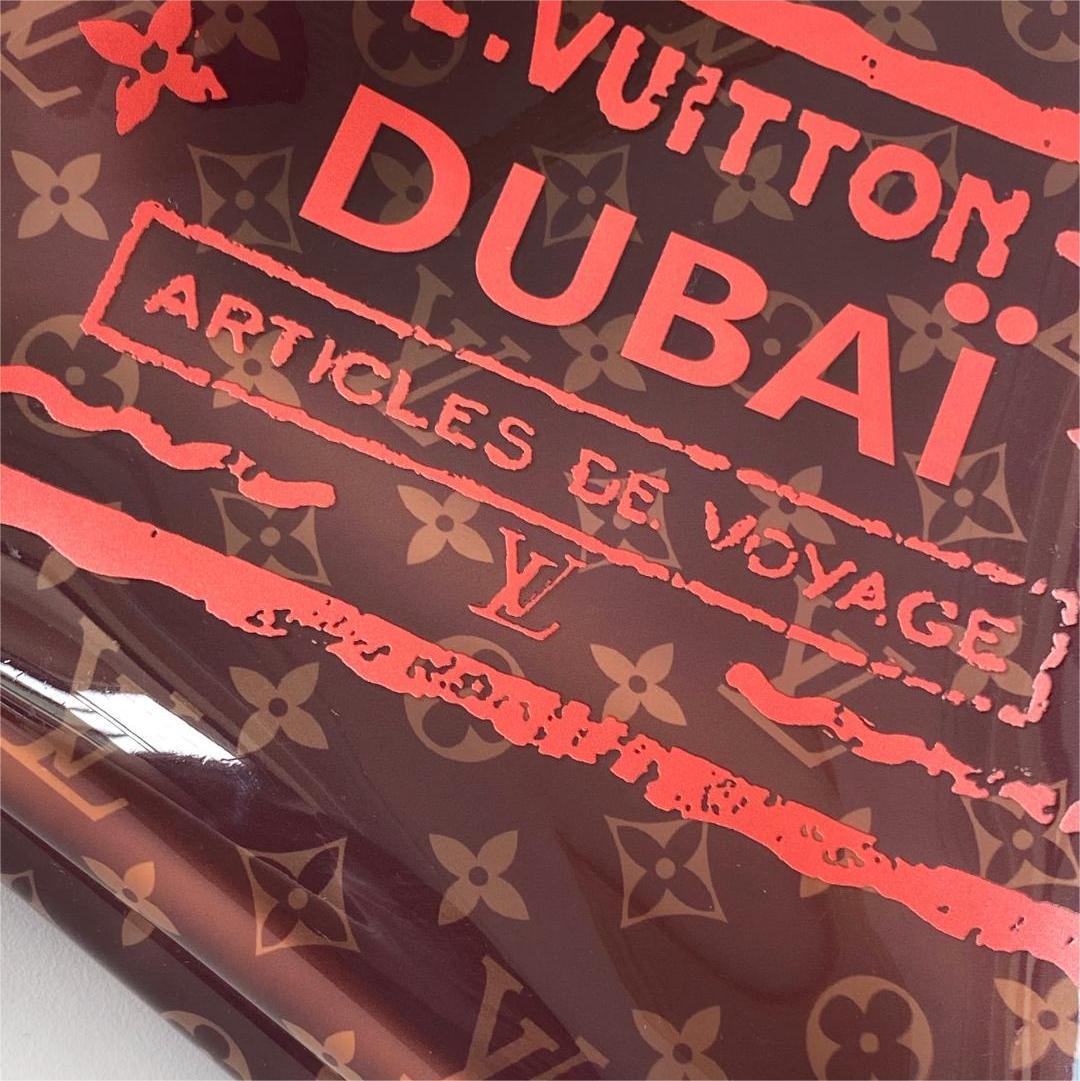 .VUITTON
DUBAÏ
ARTICLES DE VOYAGE
LV